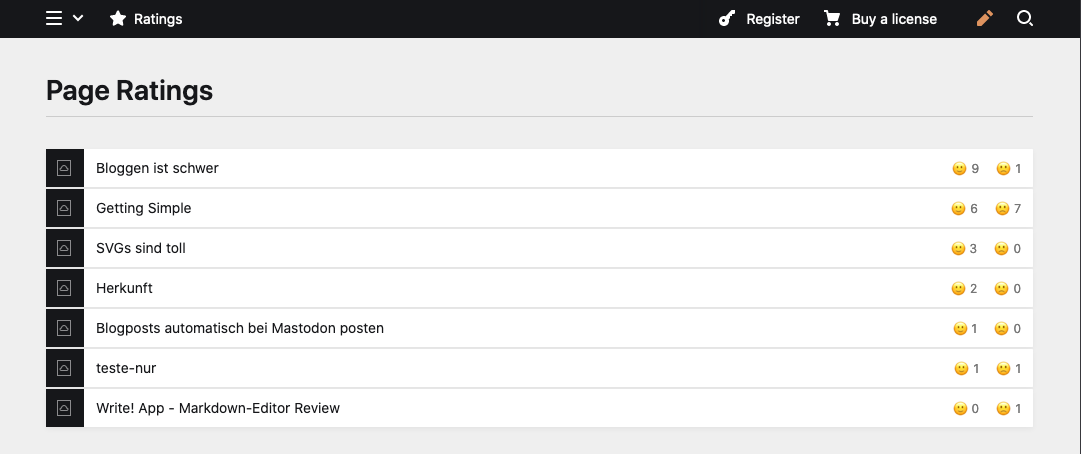 Ratings Register Buy a license
Page Ratings
Bloggen ist schwer 🙂 9 🙁 1
Getting Simple 🙂 6 🙁 7
SVGs sind toll 🙂 3 🙁 0
Herkunft 🙂 2 🙁 0
Blogposts automatisch bei Mastodon posten 🙂 1 🙁 0
teste-nur 🙂 1 🙁 1
Write! App - Markdown-Editor Review 🙂 0 🙁 1